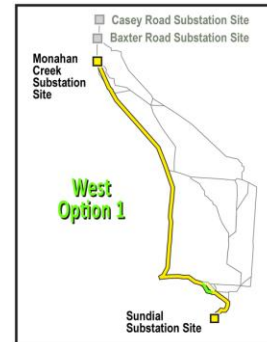 Casey Road Substation Site
Baxter Road Substation Site
Monahan
Creek
Substation
Site
West
Option 1
Sundial
Substation Site